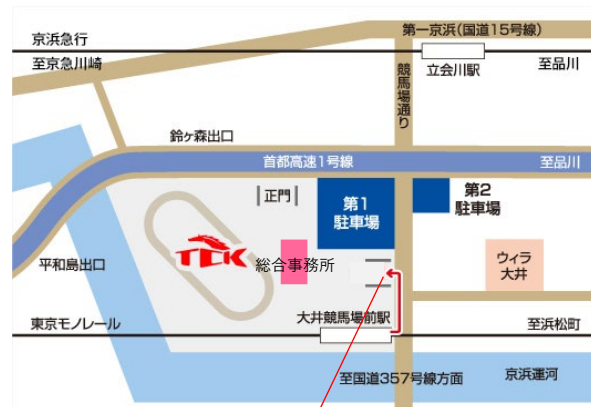 第一京浜(国道15号線)
京浜急行
至京急川崎
立会川駅
至品川
競馬場通り
鈴ヶ森出口
首都高速1号線
至品川
正門
第1
駐車場
第2
駐車場
TCK
総合事務所
平和島出口
ウィラ
大井
大井競馬場前駅
東京モノレール
至浜松町
至国道357号線方面
京浜運河